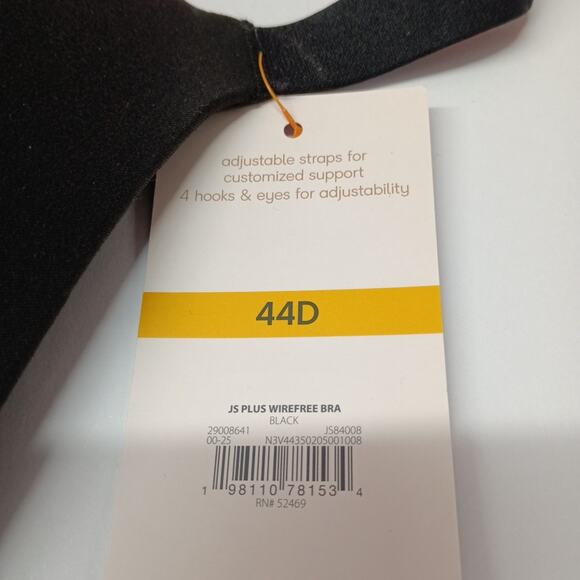 adjustable straps for
customized support
4 hooks & eyes for adjustability
44D
JS PLUS WIREFREE BRA
BLACK
29008641 JS84008
00-25 N3V44350205001008
1 98110 78153 4
RN# 52469